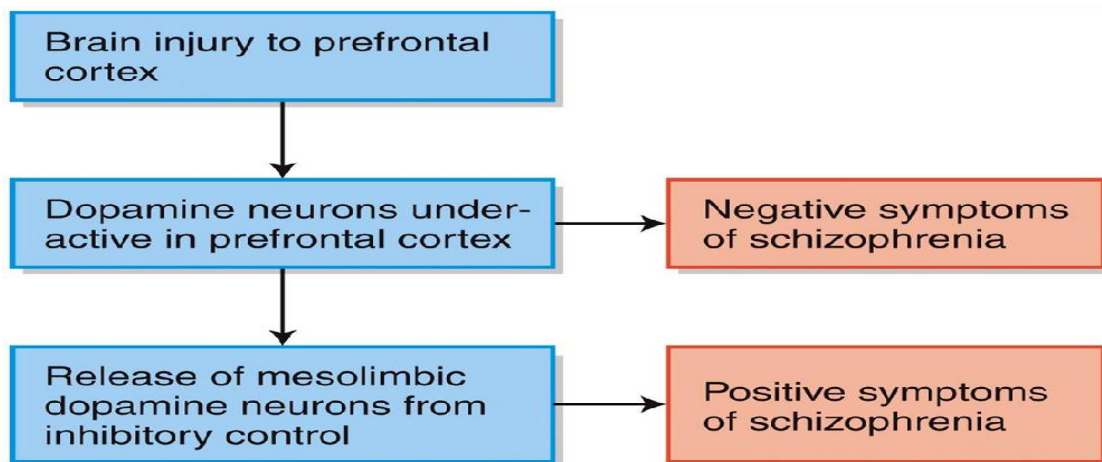 Brain injury to prefrontal
cortex
Dopamine neurons under-
active in prefrontal cortex
Negative symptoms
of schizophrenia
Release of mesolimbic
dopamine neurons from
inhibitory control
Positive symptoms
of schizophrenia